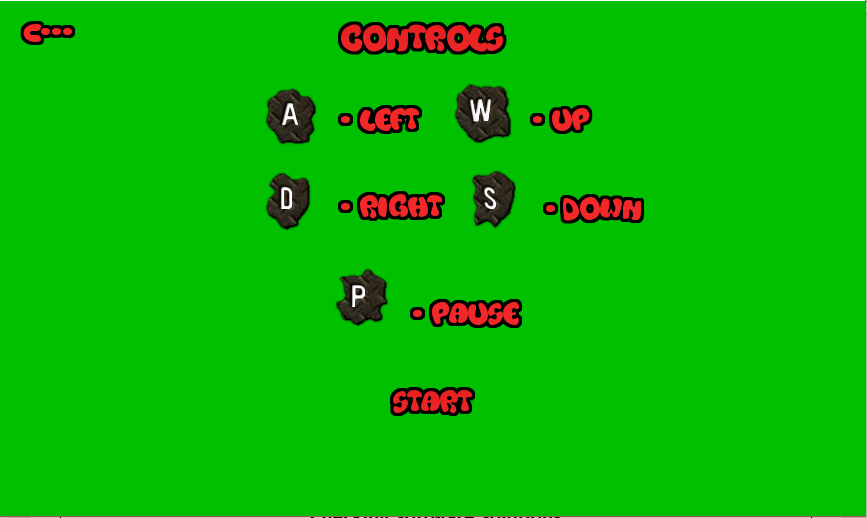 C---
CONTROLS
A - LEFT W - UP
D - RIGHT S - DOWN
P - PAUSE
START